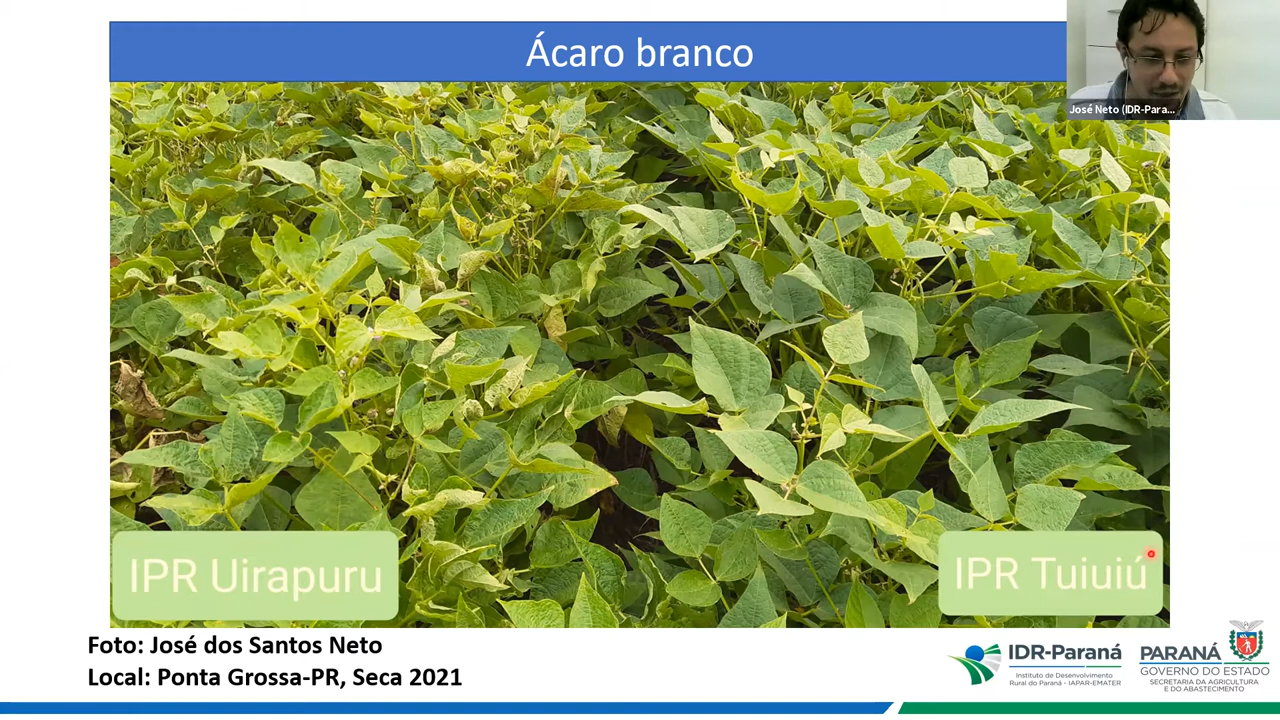 Ácaro branco
José Neto (IDR-Para...
IPR Uirapuru
IPR Tuiuiú
Foto: José dos Santos Neto
Local: Ponta Grossa-PR, Seca 2021
IDR-Paraná
Instituto de Desenvolvimento
Rural do Paraná - IAPAR-EMATER
PARANÁ
GOVERNO DO ESTADO
SECRETARIA DA AGRICULTURA
E DO ABASTECIMENTO